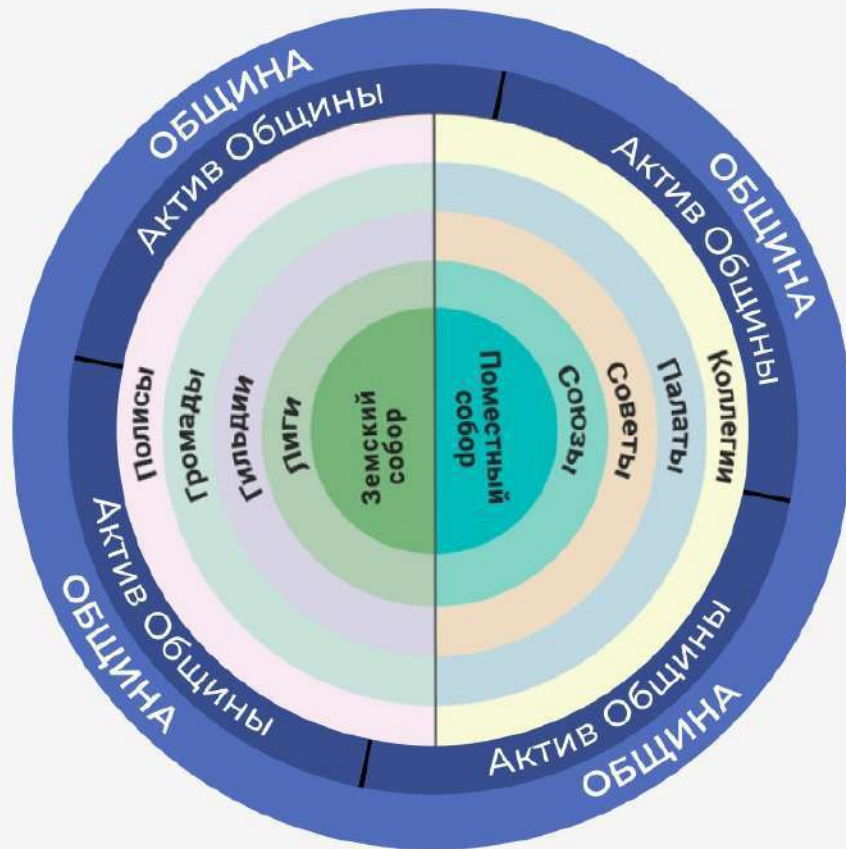 ОБЩИНА
Актив Общины
ОБЩИНА
Актив Общины
Полисы
Громады
Гильдии
Лиги
Земский
собор
Поместный
собор
Союзы
Советы
Палаты
Коллегии
Актив Общины
ОБЩИНА
Актив Общины
ОБЩИНА